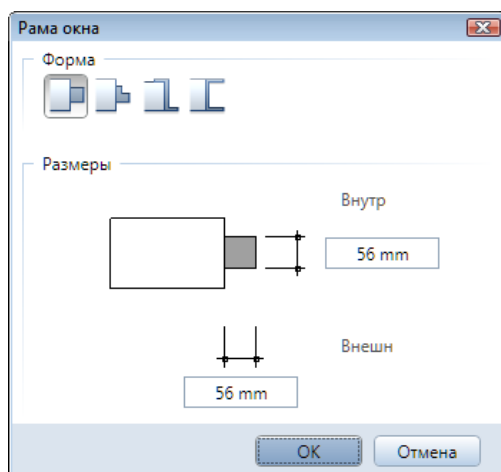 Рама окна
Форма
Размеры
Внутр
56 mm
Внешн
56 mm
OK
Отмена